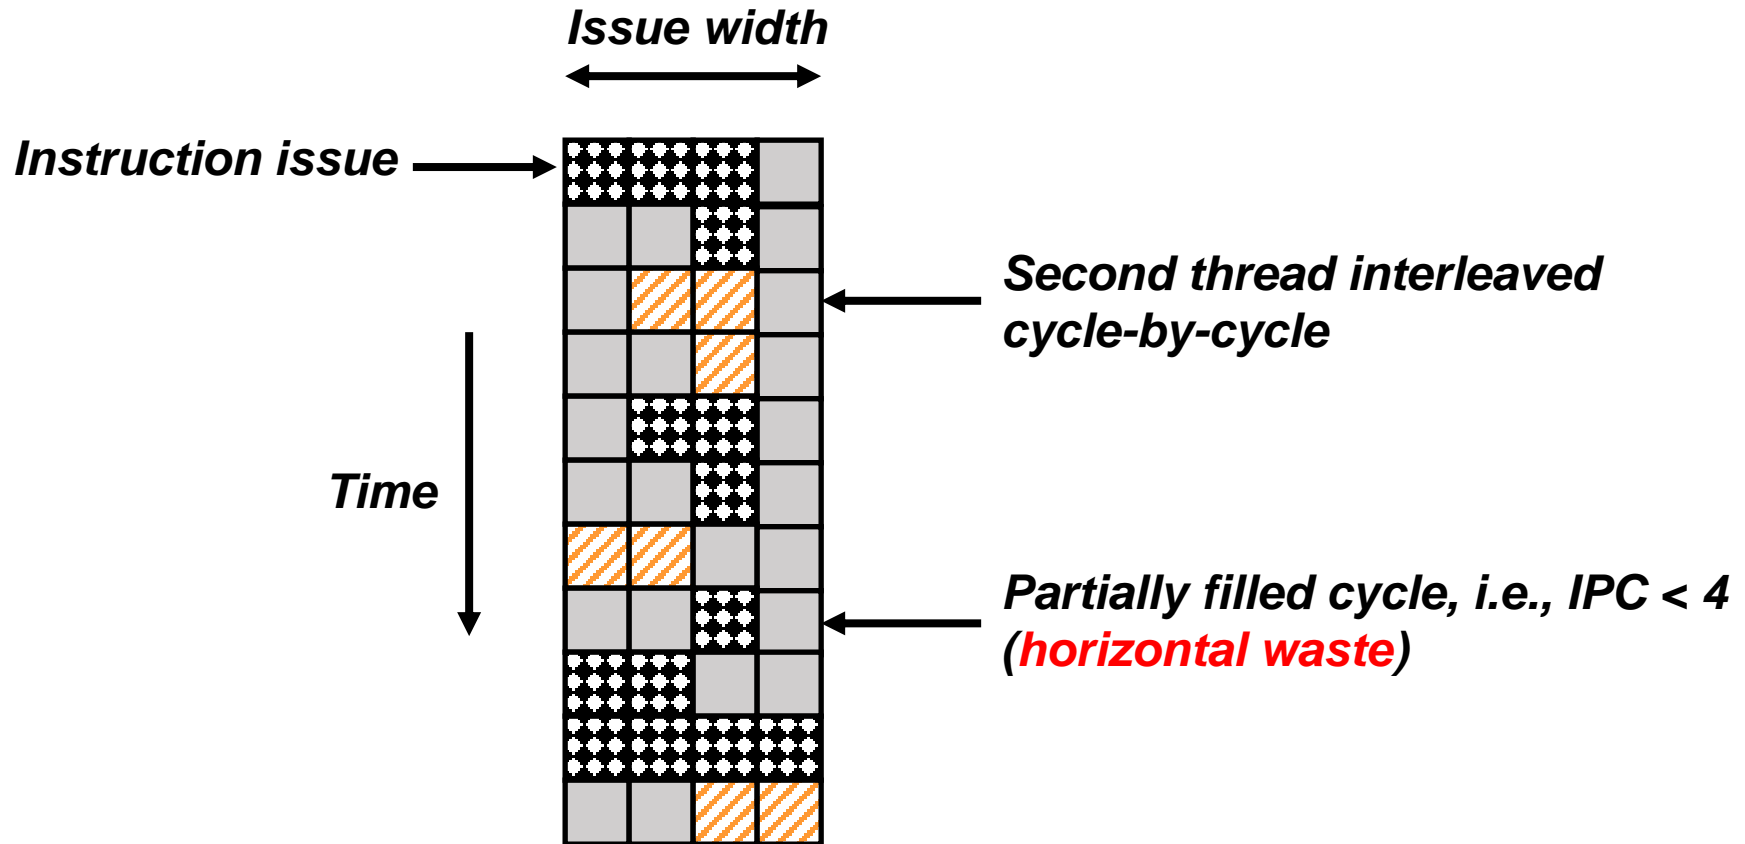 Issue width
Instruction issue
Second thread interleaved
cycle-by-cycle
Time
Partially filled cycle, i.e., IPC < 4
(horizontal waste)